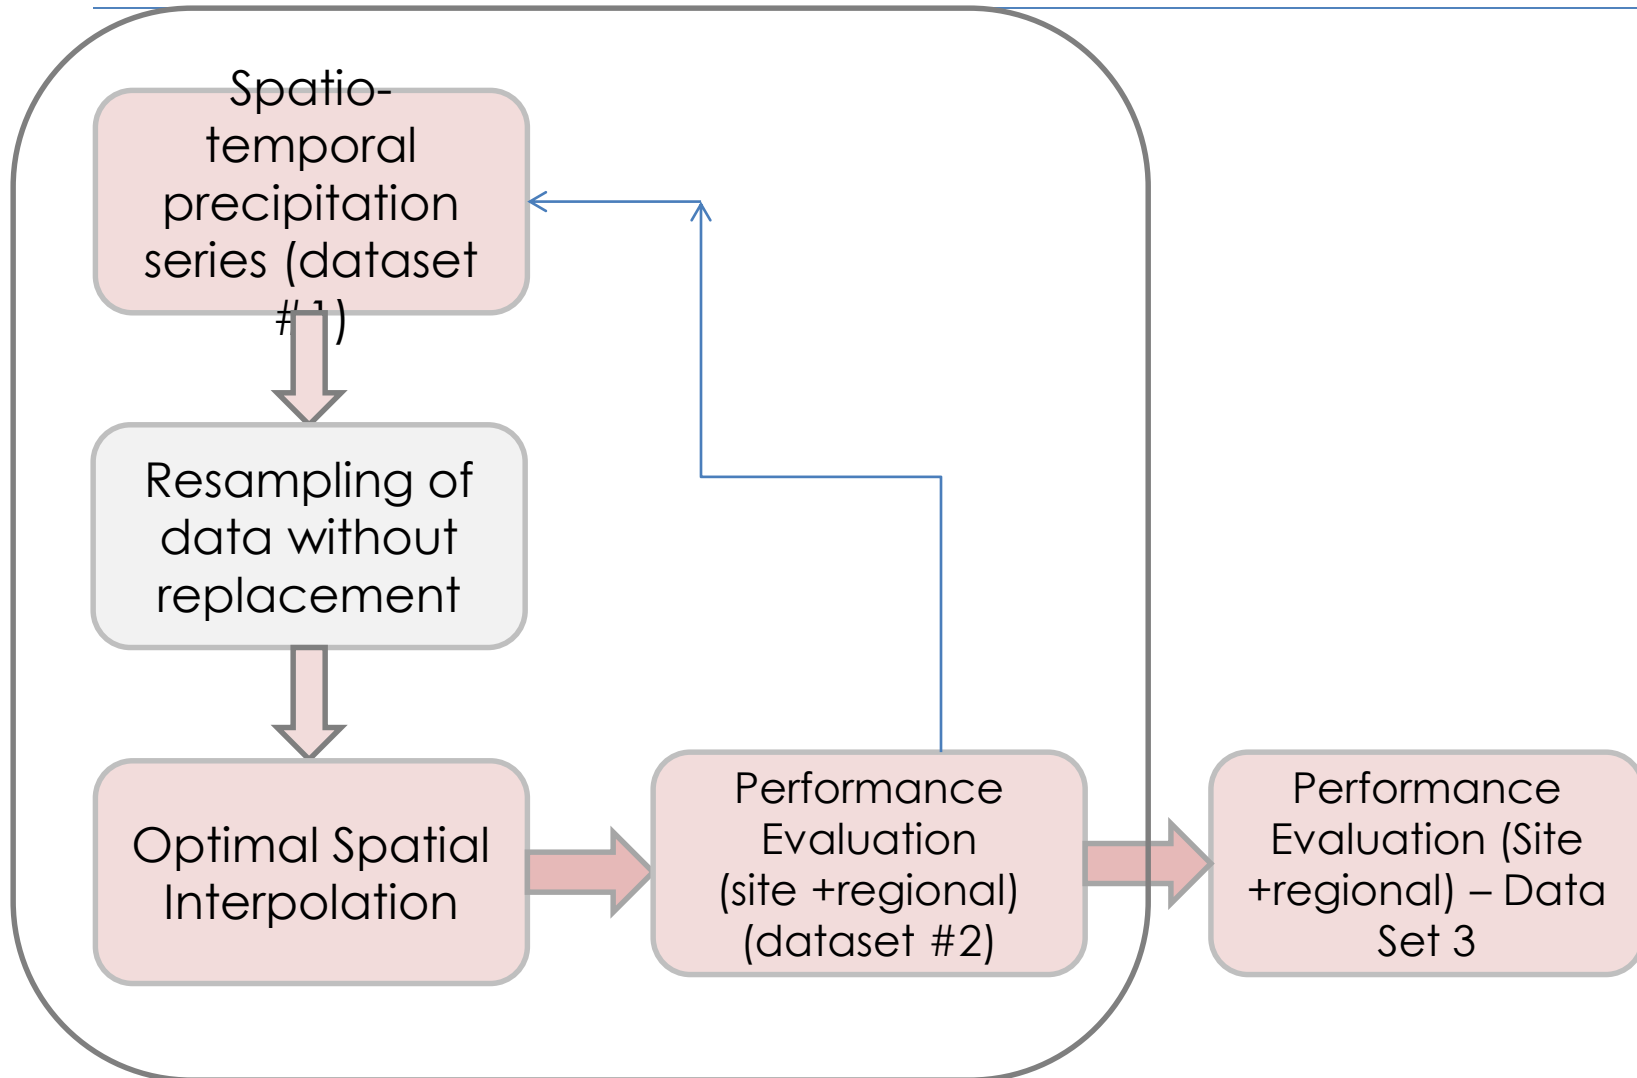 Spatio-
temporal
precipitation
series (dataset
#1)
Resampling of
data without
replacement
Optimal Spatial
Interpolation
Performance
Evaluation
(site +regional)
(dataset #2)
Performance
Evaluation (Site
+regional) – Data
Set 3